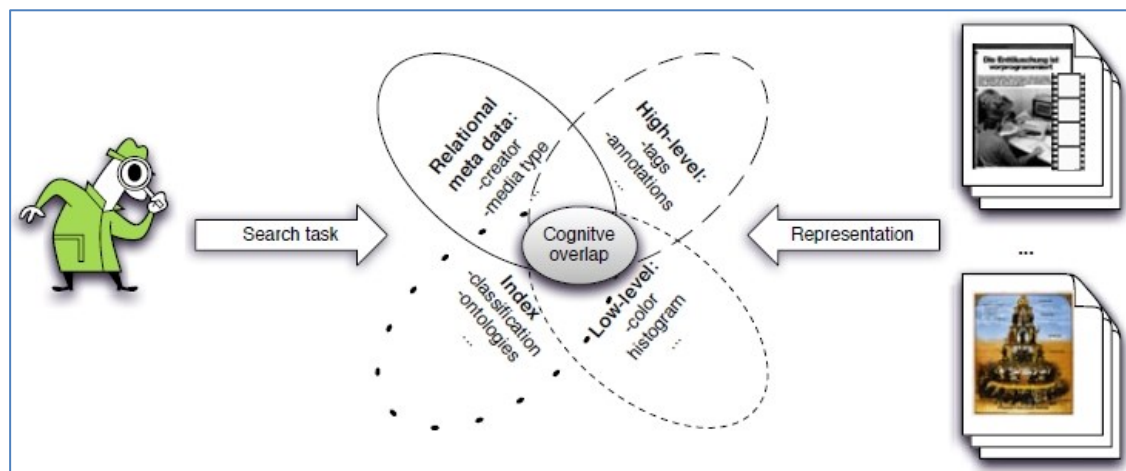 Relational
meta data:
-creator
-media type
...
High-level:
-tags
-annotations
...
Search task
Cognitve
overlap
Representation
Index
-classification
-ontologies
...
Low-level:
-color
histogram
...
Die Enttäuschung ist
vorprogrammiert
...